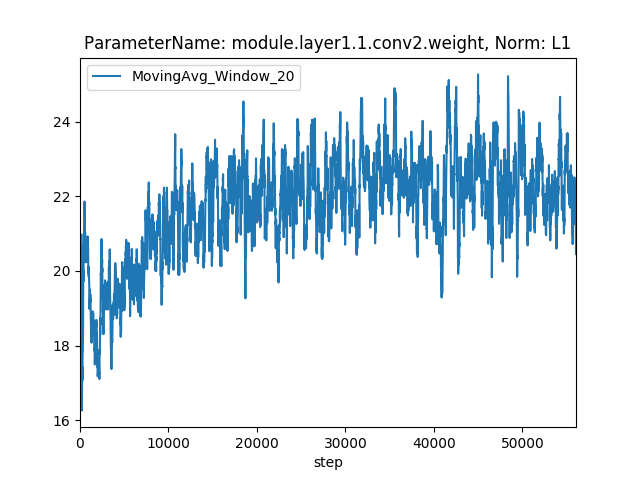 ParameterName: module.layer1.1.conv2.weight, Norm: L1
MovingAvg_Window_20
24
22
20
18
16
0 10000 20000 30000 40000 50000
step